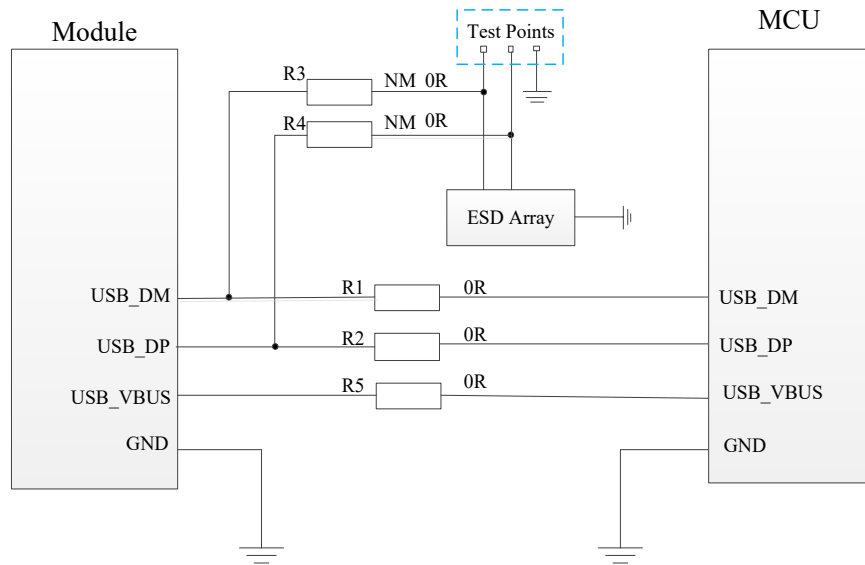 Module
MCU
Test Points
R3
NM 0R
R4
NM 0R
ESD Array
USB_DM
R1
0R
USB_DM
USB_DP
R2
0R
USB_DP
USB_VBUS
R5
0R
USB_VBUS
GND
GND